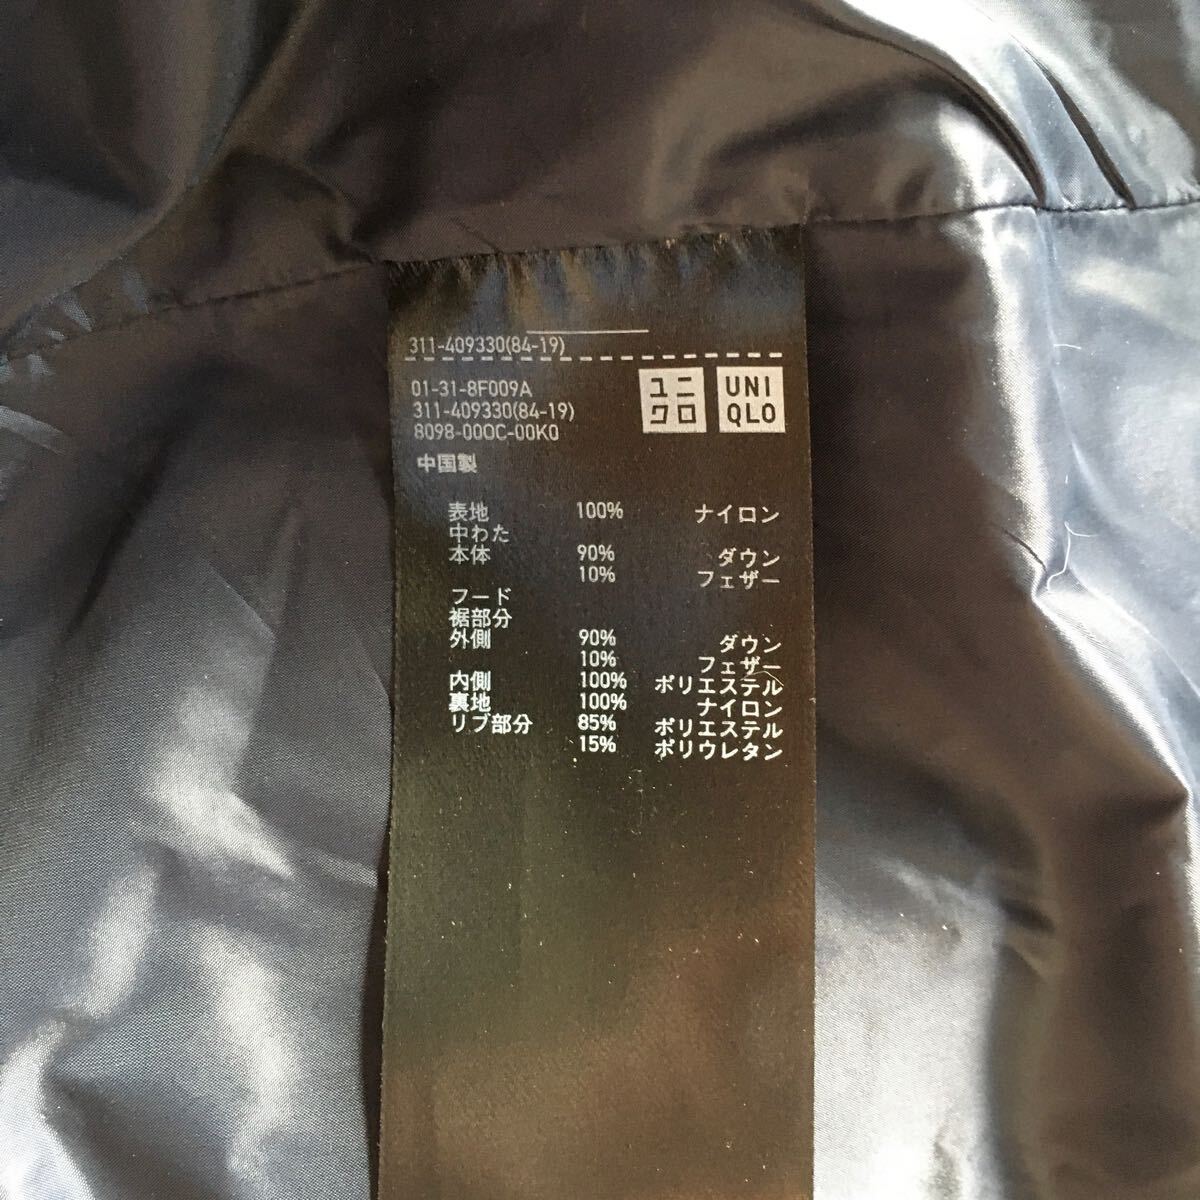 311-409330(84-19)
01-31-8F009A
311-409330(84-19)
8098-000C-00K0
中国製
ユニ
クロ
UNI
QLO
表地 100% ナイロン
中わた
本体 90% ダウン
10% フェザー
フード
裾部分
外側 90% ダウン
10% フェザー
内側 100% ポリエステル
裏地 100% ナイロン
リブ部分 85% ポリエステル
15% ポリウレタン